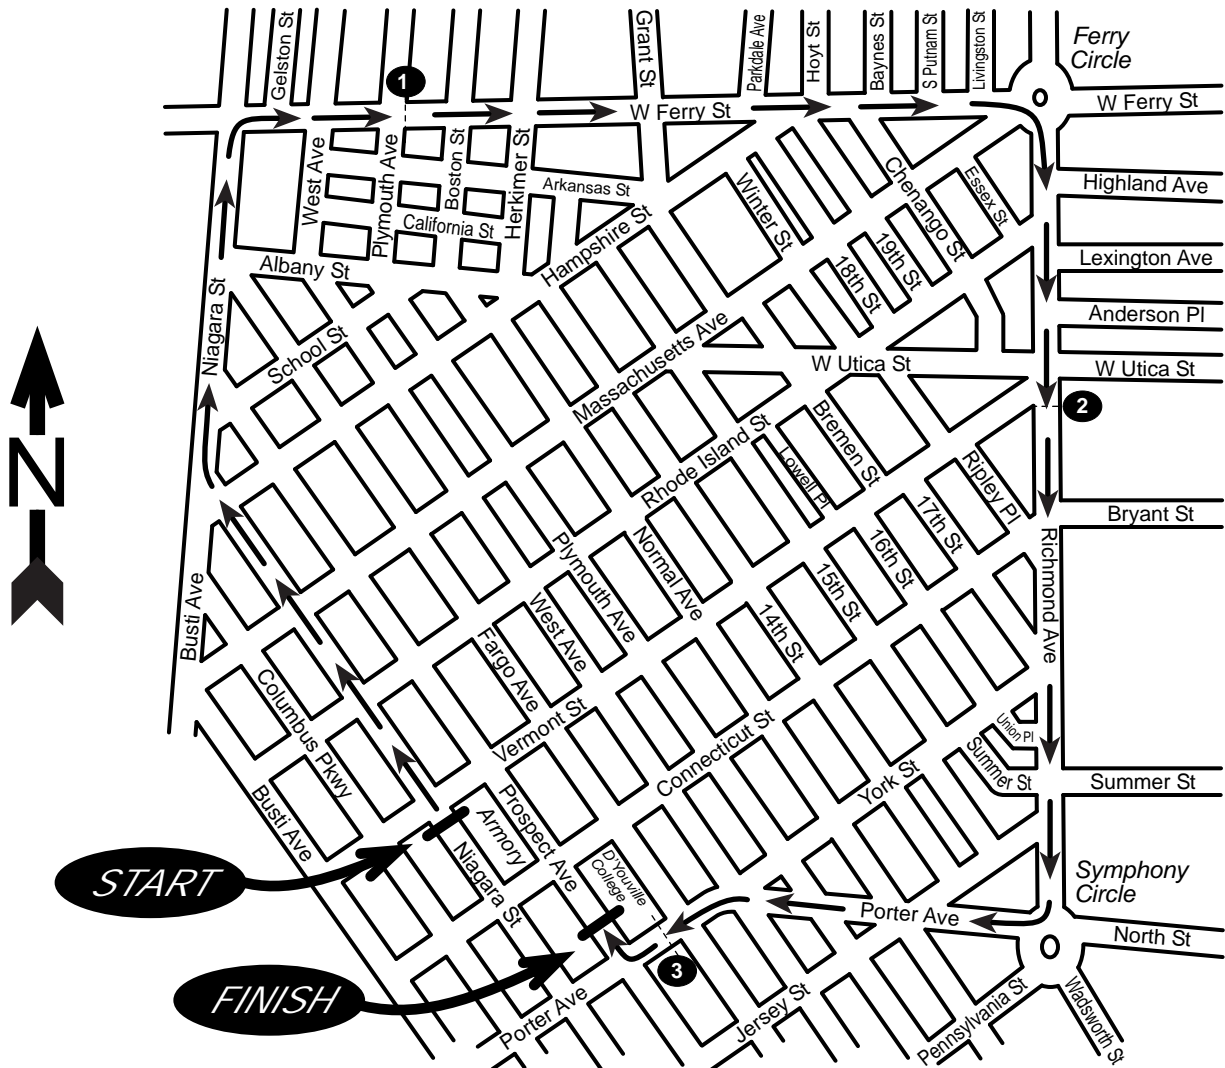 Gelston St
Grant St
Parkdale Ave
Hoyt St
Baynes St
S Putnam St
Livingston St
Ferry
Circle
1
W Ferry St
W Ferry St
West Ave
Plymouth Ave
Boston St
Herkimer St
Arkansas St
California St
Albany St
Hampshire St
Winter St
Chenango St
Essex St
Highland Ave
18th St
19th St
Lexington Ave
Anderson Pl
Niagara St
School St
Massachusetts Ave
W Utica St
W Utica St
2
N
Rhode Island St
Bremen St
Lowell Pl
Ripley Pl
17th St
16th St
15th St
14th St
Bryant St
Richmond Ave
Busti Ave
Plymouth Ave
Normal Ave
West Ave
Fargo Ave
Columbus Pkwy
Vermont St
Connecticut St
York St
Union Pl
Summer St
Summer St
Busti Ave
Prospect Ave
Armory
Niagara St
D'Youville
College
START
Symphony
Circle
Porter Ave
North St
3
FINISH
Porter Ave
Jersey St
Pennsylvania St
Wadsworth St